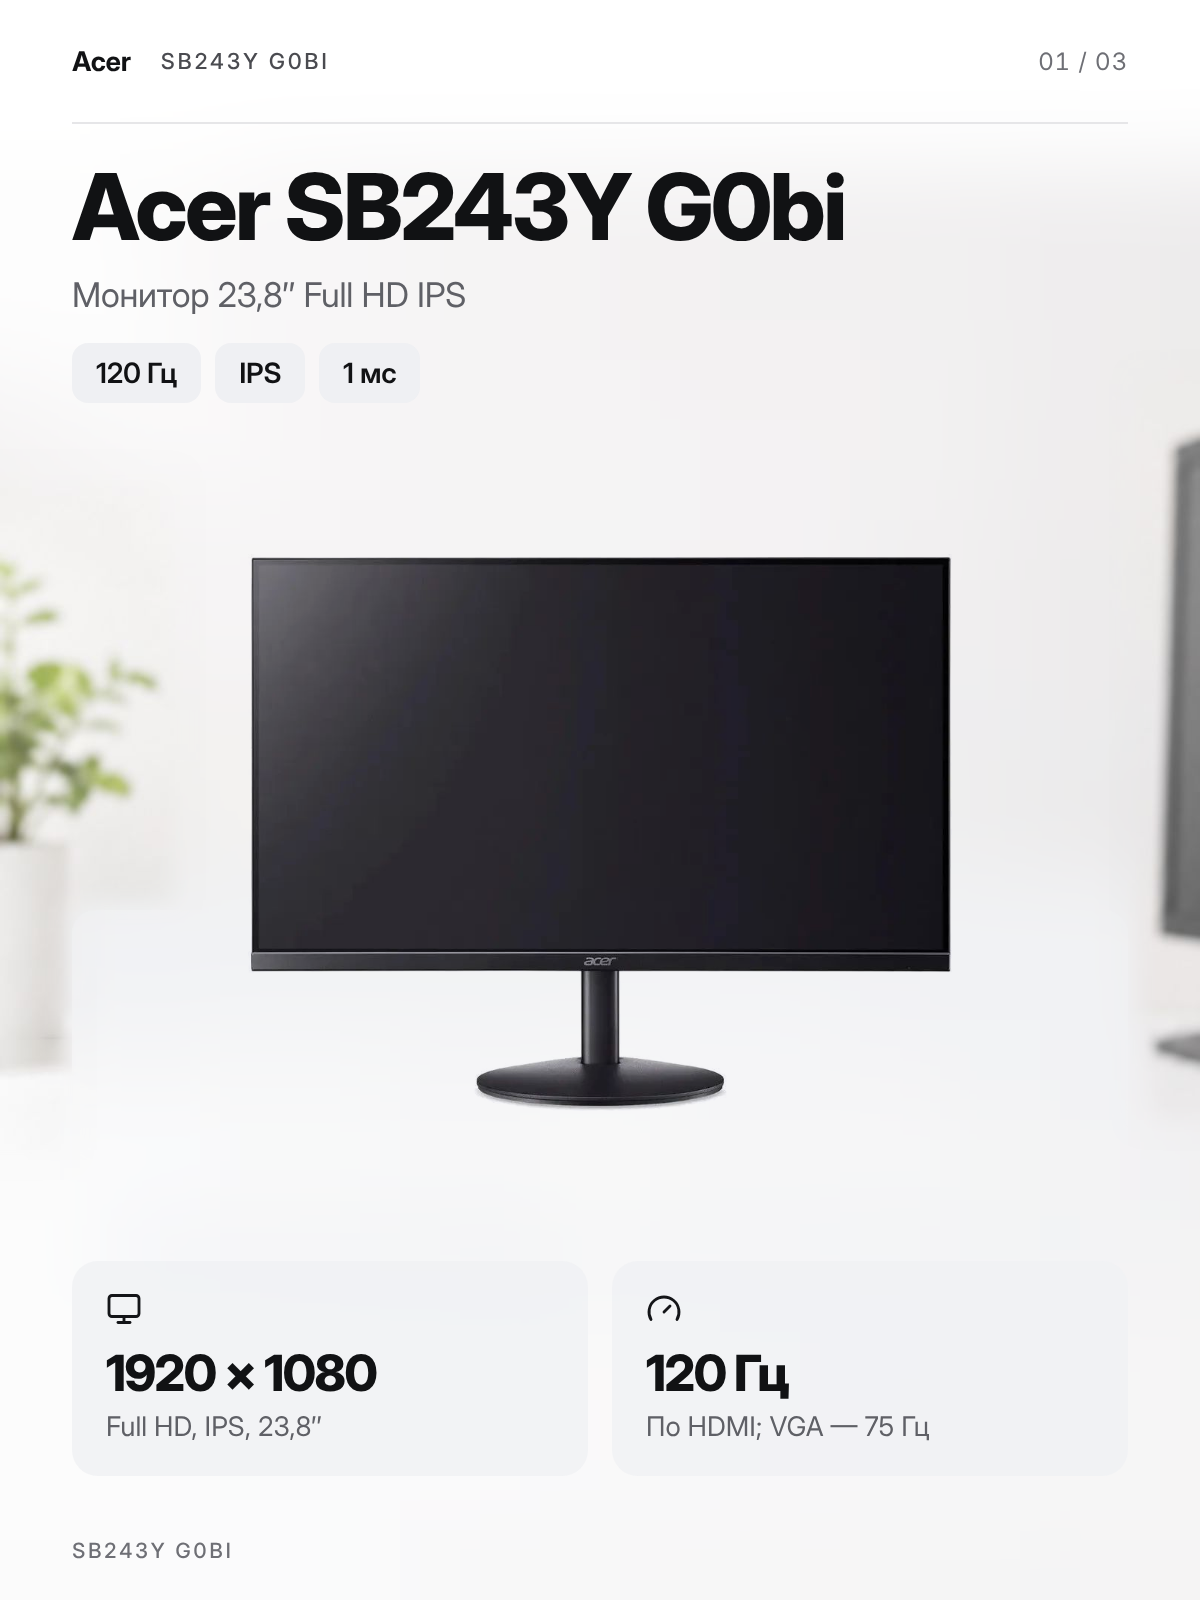 Acer SB243Y G0BI 01 / 03
Acer SB243Y G0bi
Монитор 23,8″ Full HD IPS
120 Гц IPS 1 мс
acer
1920 × 1080
Full HD, IPS, 23,8″
120 Гц
По HDMI; VGA — 75 Гц
SB243Y G0BI